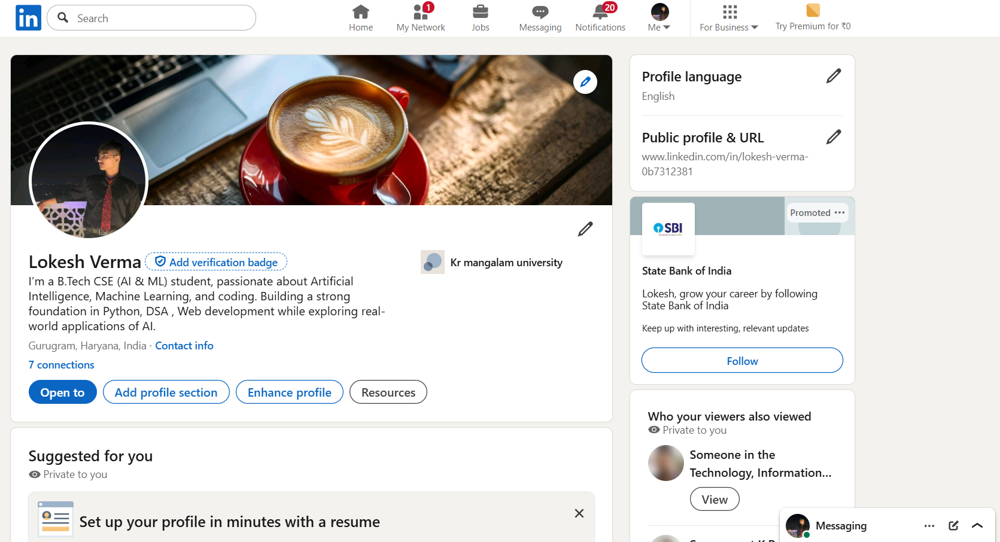 in
Search
1
20
Home
My Network
Jobs
Messaging
Notifications
Me
For Business
Try Premium for ₹0
Lokesh Verma
Add verification badge
I'm a B.Tech CSE (AI & ML) student, passionate about Artificial
Intelligence, Machine Learning, and coding. Building a strong
foundation in Python, DSA , Web development while exploring real-
world applications of AI.
Gurugram, Haryana, India · Contact info
7 connections
Open to
Add profile section
Enhance profile
Resources
Kr mangalam university
Suggested for you
Private to you
Set up your profile in minutes with a resume
Profile language
English
Public profile & URL
www.linkedin.com/in/lokesh-verma-
0b7312381
Promoted
SBI
State Bank of India
Lokesh, grow your career by following
State Bank of India
Keep up with interesting, relevant updates
Follow
Who your viewers also viewed
Private to you
Someone in the
Technology, Information...
View
Messaging